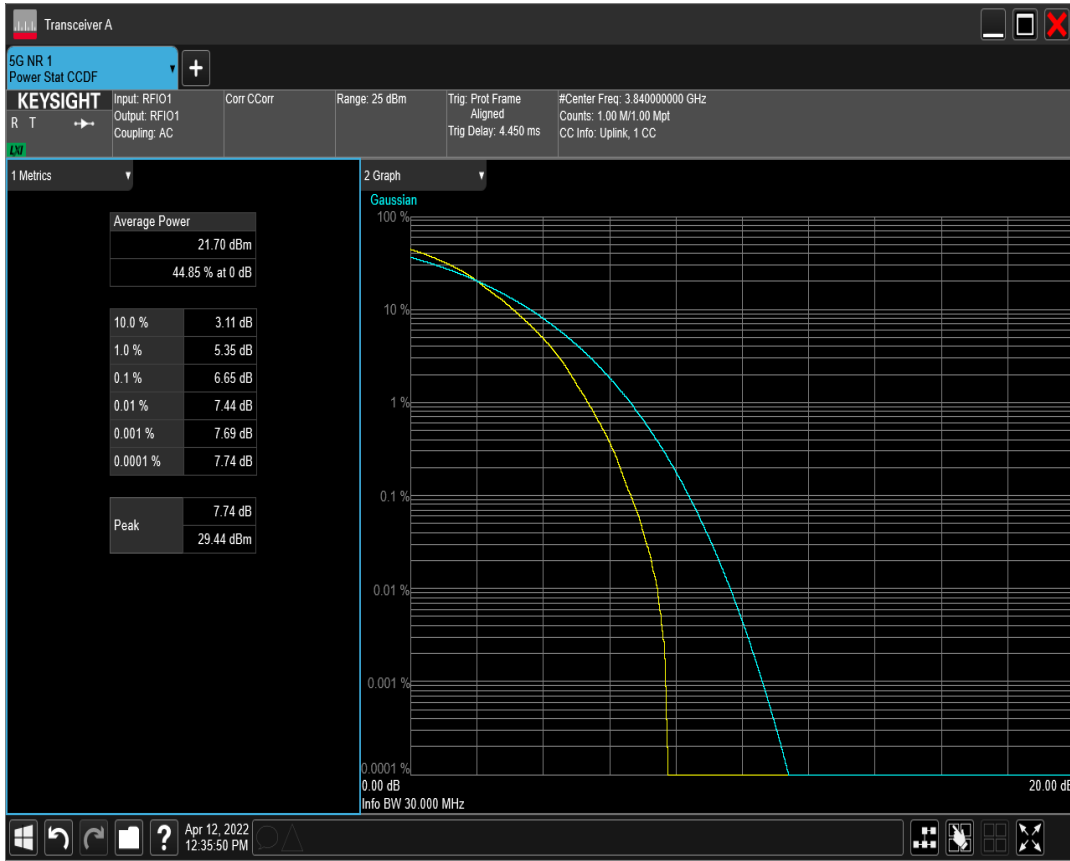 Transceiver A
5G NR 1
Power Stat CCDF
+
KEYSIGHT
R T
LXI
Input: RFIO1
Output: RFIO1
Coupling: AC
Corr CCorr
Range: 25 dBm
Trig: Prot Frame
Aligned
Trig Delay: 4.450 ms
#Center Freq: 3.840000000 GHz
Counts: 1.00 M/1.00 Mpt
CC Info: Uplink, 1 CC
1 Metrics
Average Power
21.70 dBm
44.85 % at 0 dB
10.0 % 3.11 dB
1.0 % 5.35 dB
0.1 % 6.65 dB
0.01 % 7.44 dB
0.001 % 7.69 dB
0.0001 % 7.74 dB
Peak 7.74 dB
29.44 dBm
2 Graph
Gaussian
100 %
10 %
1 %
0.1 %
0.01 %
0.001 %
0.0001 %
0.00 dB 20.00 dB
Info BW 30.000 MHz
?
Apr 12, 2022
12:35:50 PM